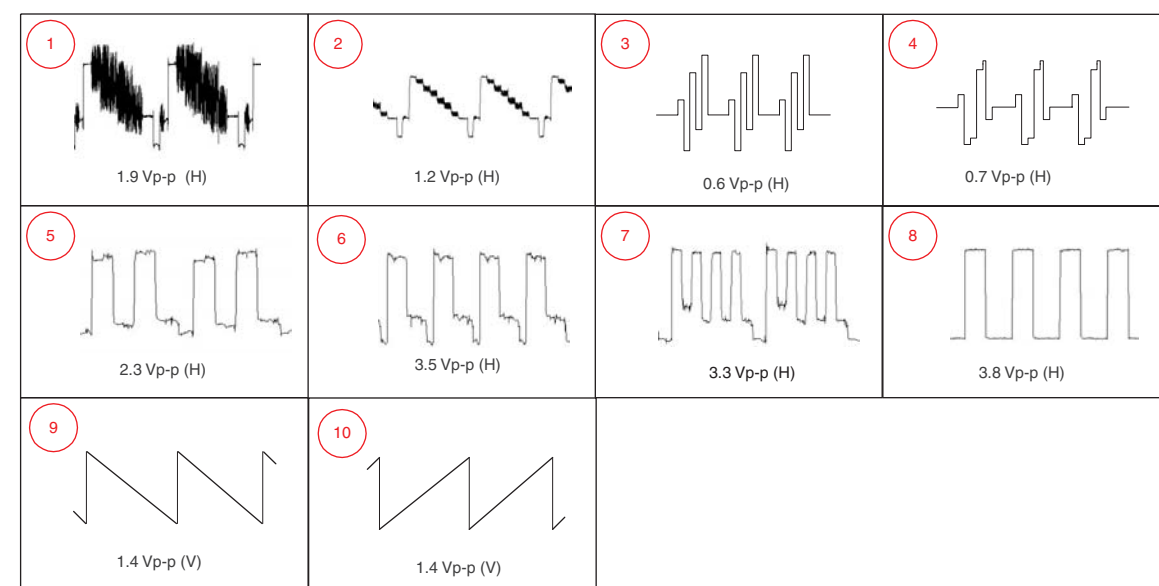 1
1.9 Vp-p (H)
2
1.2 Vp-p (H)
3
0.6 Vp-p (H)
4
0.7 Vp-p (H)
5
2.3 Vp-p (H)
6
3.5 Vp-p (H)
7
3.3 Vp-p (H)
8
3.8 Vp-p (H)
9
1.4 Vp-p (V)
10
1.4 Vp-p (V)